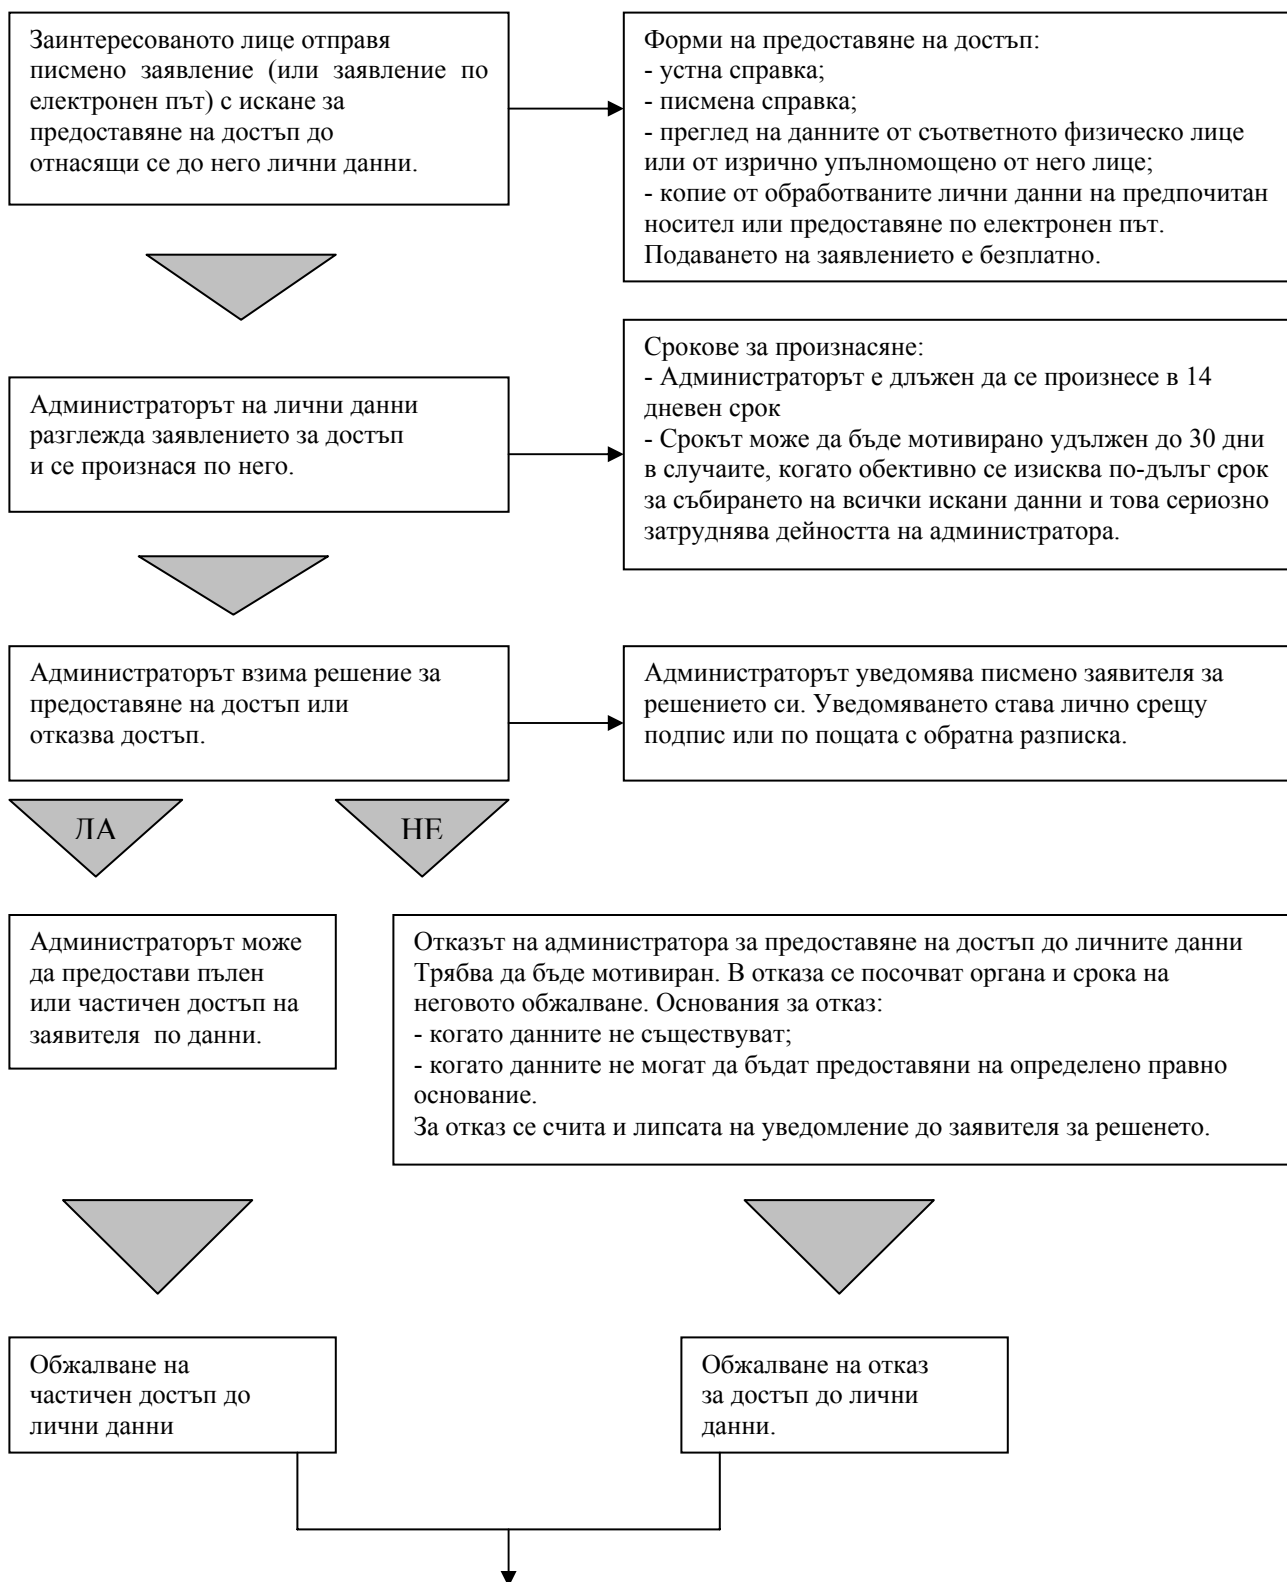 Заинтересованото лице отправя
писмено заявление (или заявление по
електронен път) с искане за
предоставяне на достъп до
отнасящи се до него лични данни.
Форми на предоставяне на достъп:
- устна справка;
- писмена справка;
- преглед на данните от съответното физическо лице
или от изрично упълномощено от него лице;
- копие от обработваните лични данни на предпочитан
носител или предоставяне по електронен път.
Подаването на заявлението е безплатно.
Администраторът на лични данни
разглежда заявлението за достъп
и се произнася по него.
Срокове за произнасяне:
- Администраторът е длъжен да се произнесе в 14
дневен срок
- Срокът може да бъде мотивирано удължен до 30 дни
в случаите, когато обективно се изисква по-дълъг срок
за събирането на всички искани данни и това сериозно
затруднява дейността на администратора.
Администраторът взима решение за
предоставяне на достъп или
отказва достъп.
Администраторът уведомява писмено заявителя за
решението си. Уведомяването става лично срещу
подпис или по пощата с обратна разписка.
ДА
НЕ
Администраторът може
да предостави пълен
или частичен достъп на
заявителя по данни.
Отказът на администратора за предоставяне на достъп до личните данни
Трябва да бъде мотивиран. В отказа се посочват органа и срока на
неговото обжалване. Основания за отказ:
- когато данните не съществуват;
- когато данните не могат да бъдат предоставяни на определено правно
основание.
За отказ се счита и липсата на уведомление до заявителя за решенето.
Обжалване на
частичен достъп до
лични данни
Обжалване на отказ
за достъп до лични
данни.